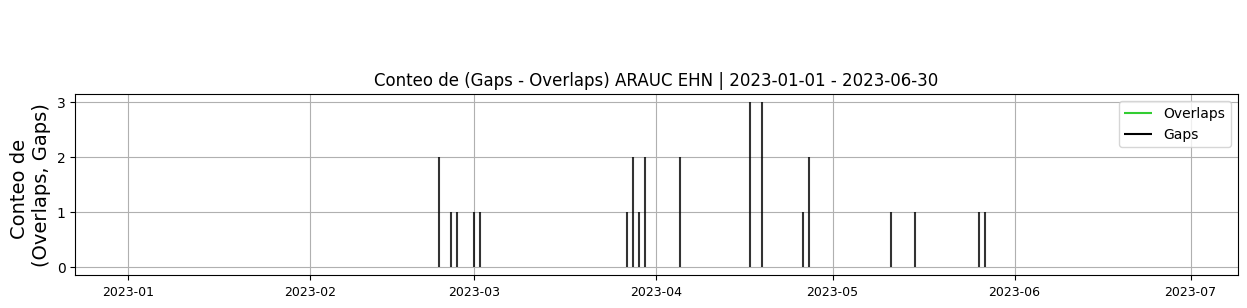 Conteo de (Gaps - Overlaps) ARAUC EHN | 2023-01-01 - 2023-06-30
Conteo de
(Overlaps, Gaps)
3
2
1
0
Overlaps
Gaps
2023-01
2023-02
2023-03
2023-04
2023-05
2023-06
2023-07